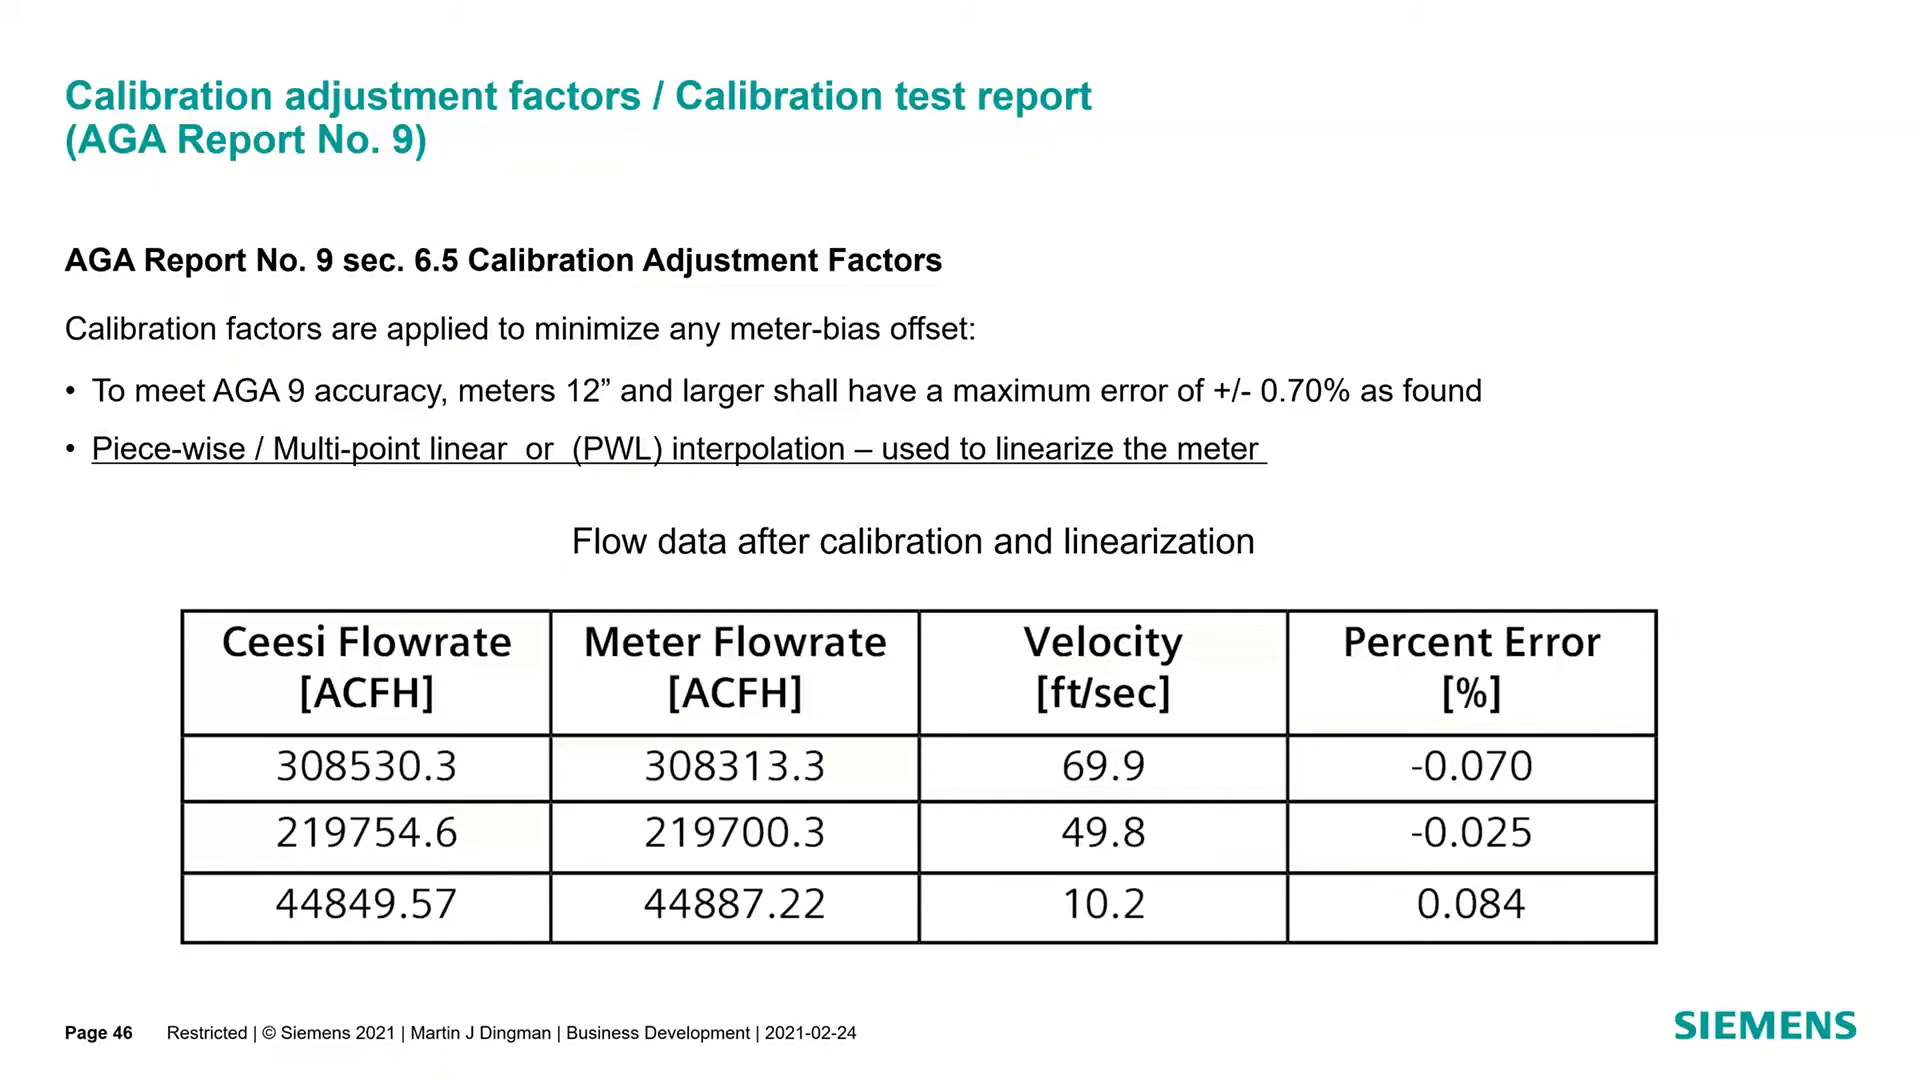 Calibration adjustment factors / Calibration test report
(AGA Report No. 9)
AGA Report No. 9 sec. 6.5 Calibration Adjustment Factors
Calibration factors are applied to minimize any meter-bias offset:
• To meet AGA 9 accuracy, meters 12” and larger shall have a maximum error of +/- 0.70% as found
• Piece-wise / Multi-point linear or (PWL) interpolation – used to linearize the meter
Flow data after calibration and linearization
Ceesi Flowrate [ACFH] Meter Flowrate [ACFH] Velocity [ft/sec] Percent Error [%]
308530.3 308313.3 69.9 -0.070
219754.6 219700.3 49.8 -0.025
44849.57 44887.22 10.2 0.084
Page 46 Restricted | © Siemens 2021 | Martin J Dingman | Business Development | 2021-02-24
SIEMENS